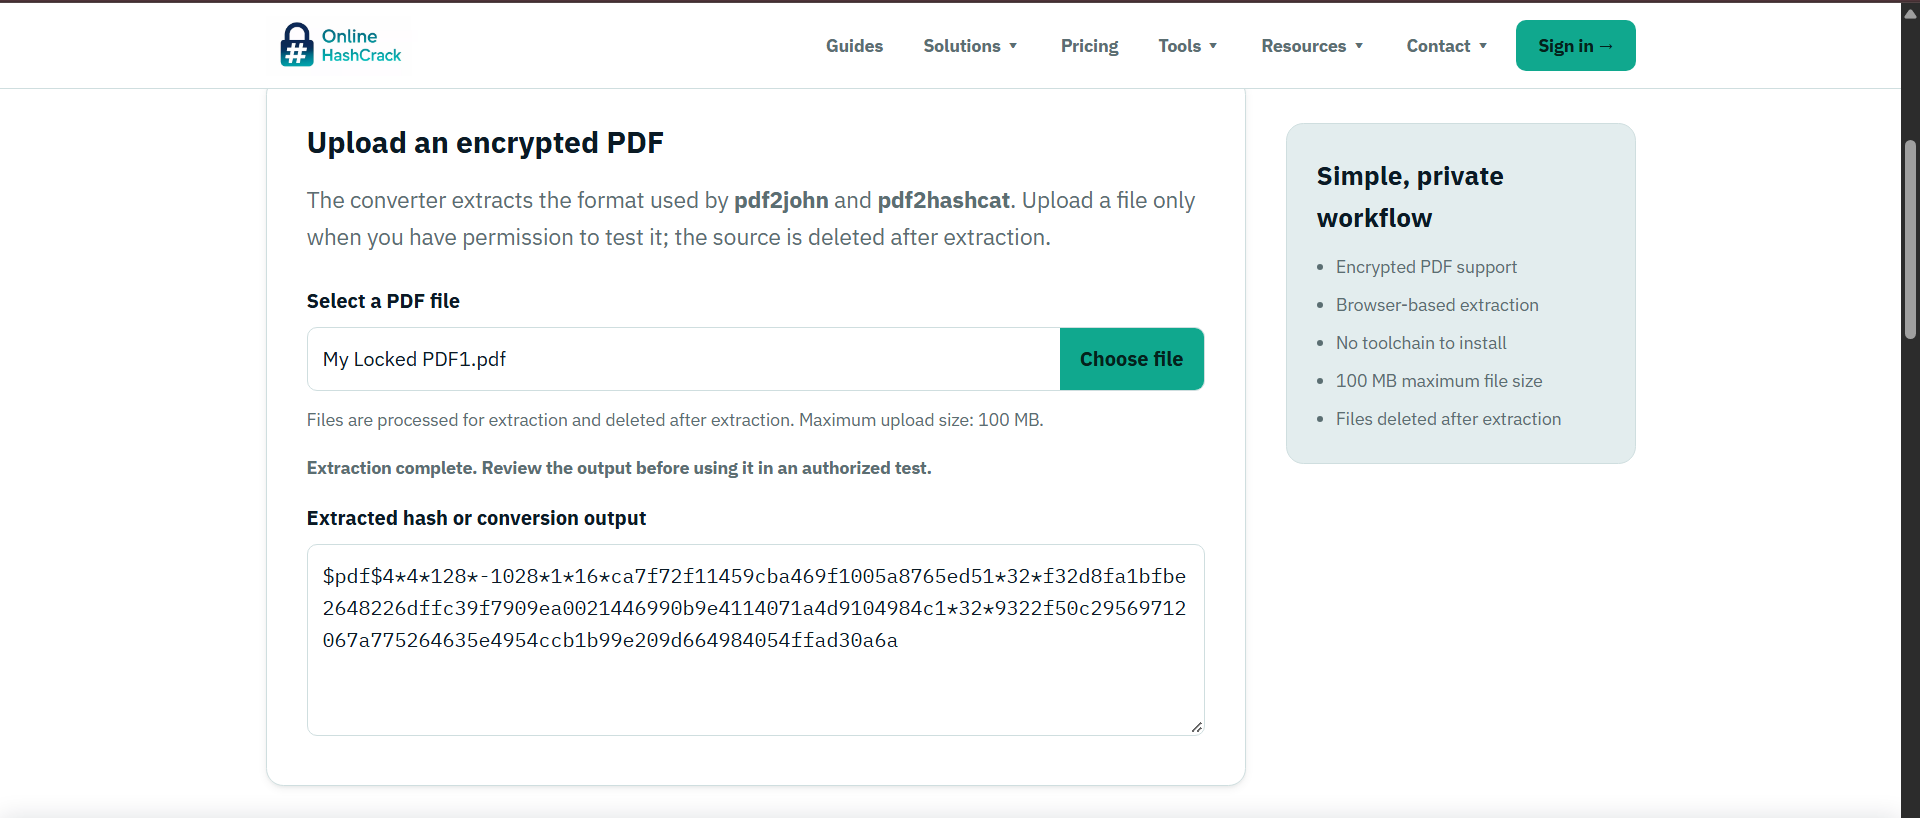 Online
HashCrack
Guides
Solutions
Pricing
Tools
Resources
Contact
Sign in →
Upload an encrypted PDF
The converter extracts the format used by pdf2john and pdf2hashcat. Upload a file only
when you have permission to test it; the source is deleted after extraction.
Select a PDF file
My Locked PDF1.pdf
Choose file
Files are processed for extraction and deleted after extraction. Maximum upload size: 100 MB.
Extraction complete. Review the output before using it in an authorized test.
Extracted hash or conversion output
$pdf$4*4*128*-1028*1*16*ca7f72f11459cba469f1005a8765ed51*32*f32d8fa1bfbe
2648226dffc39f7909ea0021446990b9e4114071a4d9104984c1*32*9322f50c29569712
067a775264635e4954ccb1b99e209d664984054ffad30a6a
Simple, private
workflow
• Encrypted PDF support
• Browser-based extraction
• No toolchain to install
• 100 MB maximum file size
• Files deleted after extraction